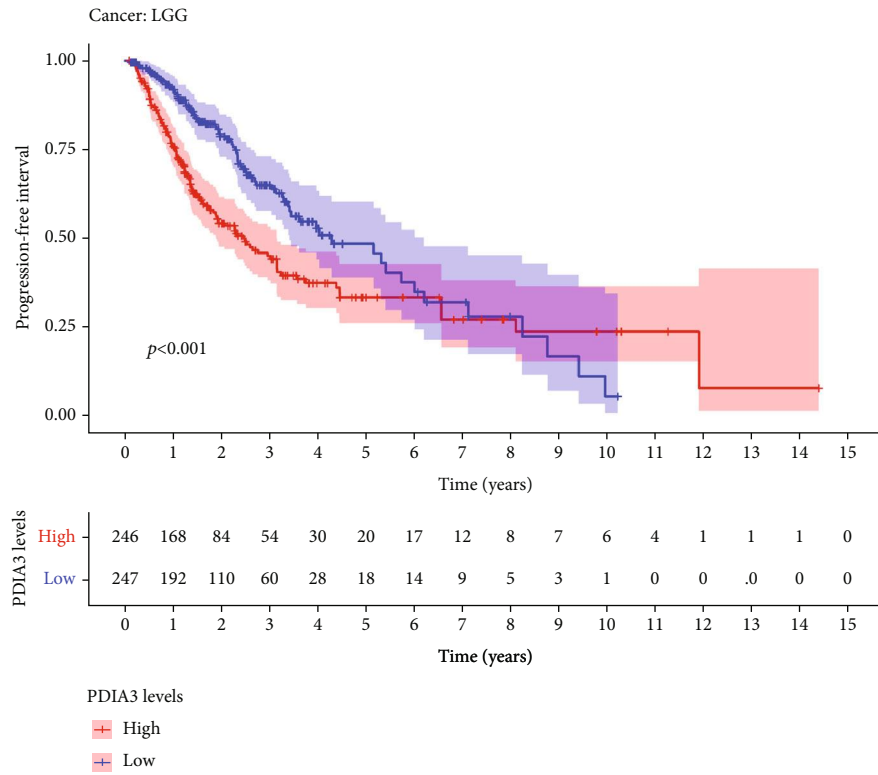 Cancer: LGG
1.00
0.75
0.50
0.25
0.00
Progression-free interval
p<0.001
0 1 2 3 4 5 6 7 8 9 10 11 12 13 14 15
Time (years)
PDIA3 levels
High 246 168 84 54 30 20 17 12 8 7 6 4 1 1 1 0
Low 247 192 110 60 28 18 14 9 5 3 1 0 0 .0 0 0
0 1 2 3 4 5 6 7 8 9 10 11 12 13 14 15
Time (years)
PDIA3 levels
High
Low